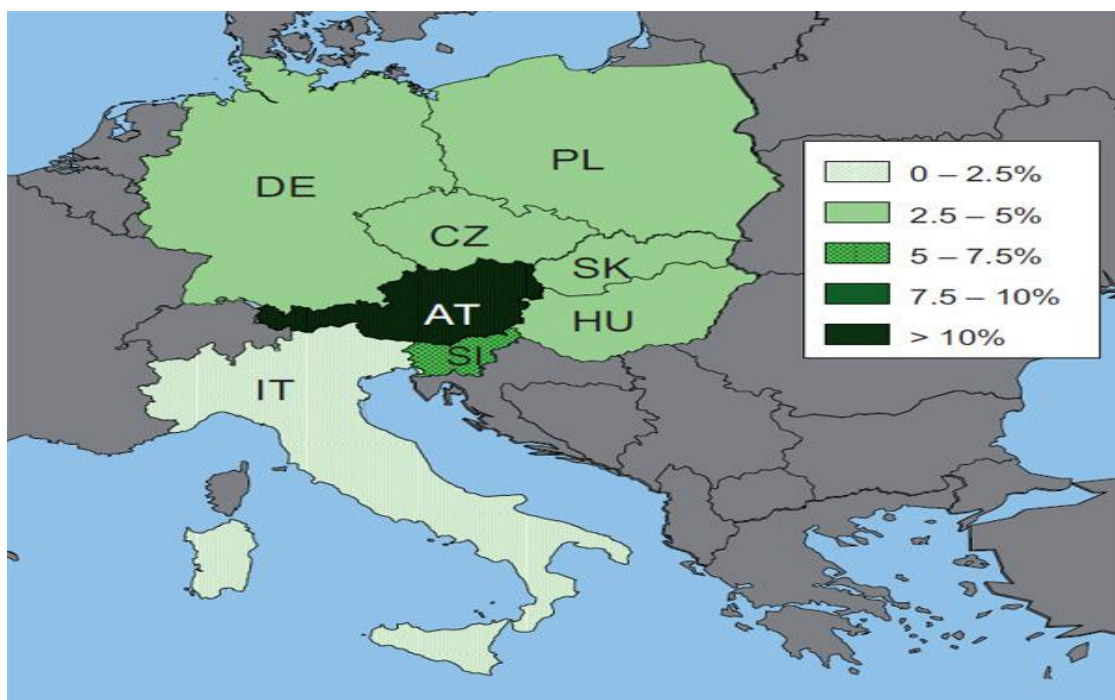 PL
DE
0 – 2.5%
2.5 – 5%
CZ
5 – 7.5%
SK
7.5 – 10%
AT
HU
> 10%
SI
IT